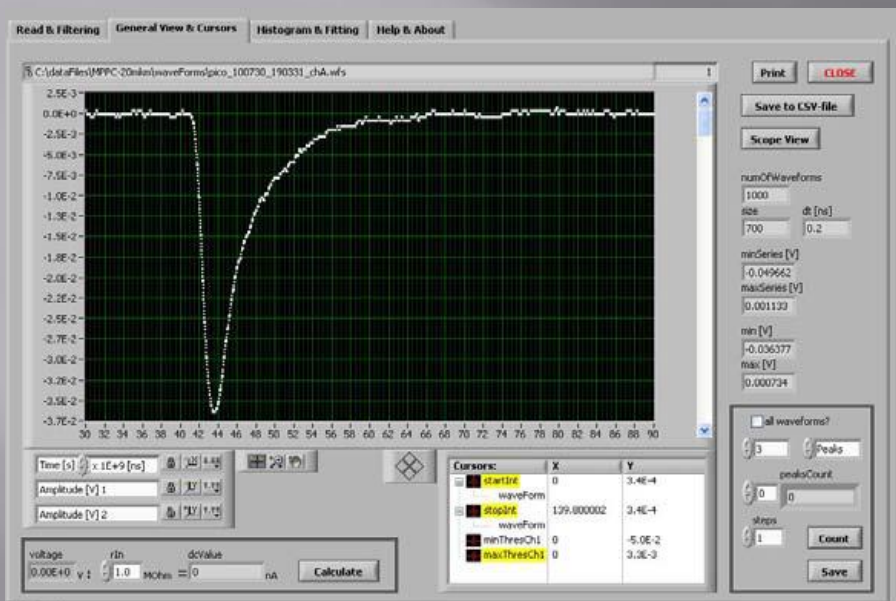 Read & Filtering General View & Cursors Histogram & Fitting Help & About
C:\dataFiles\MPPC-20mkm\waveForms\pico_100730_190331_chA.wfs 1
Print CLOSE
Save to CSV-file
Scope View
numOfWaveforms
1000
size dt [ns]
700 0.2
minSeries [V]
-0.049662
maxSeries [V]
0.001133
min [V]
-0.036377
max [V]
0.000734
2.5E-3
0.0E+0
-2.5E-3
-5.0E-3
-7.5E-3
-1.0E-2
-1.3E-2
-1.5E-2
-1.8E-2
-2.0E-2
-2.2E-2
-2.5E-2
-2.8E-2
-3.0E-2
-3.2E-2
-3.5E-2
-3.7E-2
30 32 34 36 38 40 42 44 46 48 50 52 54 56 58 60 62 64 66 68 70 72 74 76 78 80 82 84 86 88 90
Time [s] x 1E+9 [ns]
Amplitude [V] 1
Amplitude [V] 2
Cursors: X Y
startInt 0 3.4E-4
waveForm
stopInt 139.800002 3.4E-4
waveForm
minThresCh1 0 -5.0E-2
maxThresCh1 0 3.3E-3
all waveforms?
3 Peaks
peaksCount
0 0
steps
1 Count
Save
voltage rIn dcValue
0.00E+0 V : 1.0 MOhm = 0 nA Calculate